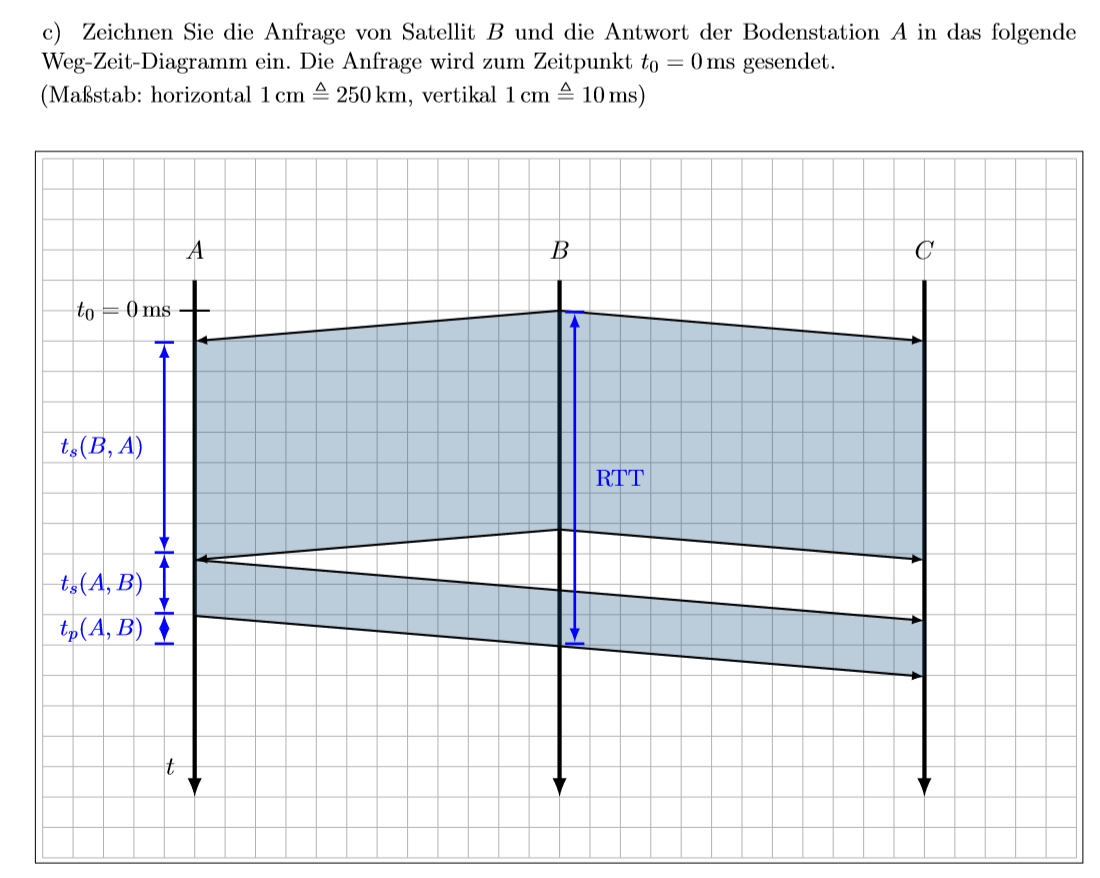 c) Zeichnen Sie die Anfrage von Satellit B und die Antwort der Bodenstation A in das folgende
Weg-Zeit-Diagramm ein. Die Anfrage wird zum Zeitpunkt t₀ = 0 ms gesendet.
(Maßstab: horizontal 1 cm ≙ 250 km, vertikal 1 cm ≙ 10 ms)
A B C
t₀ = 0 ms
tₛ(B, A)
RTT
tₛ(A, B)
tₚ(A, B)
t